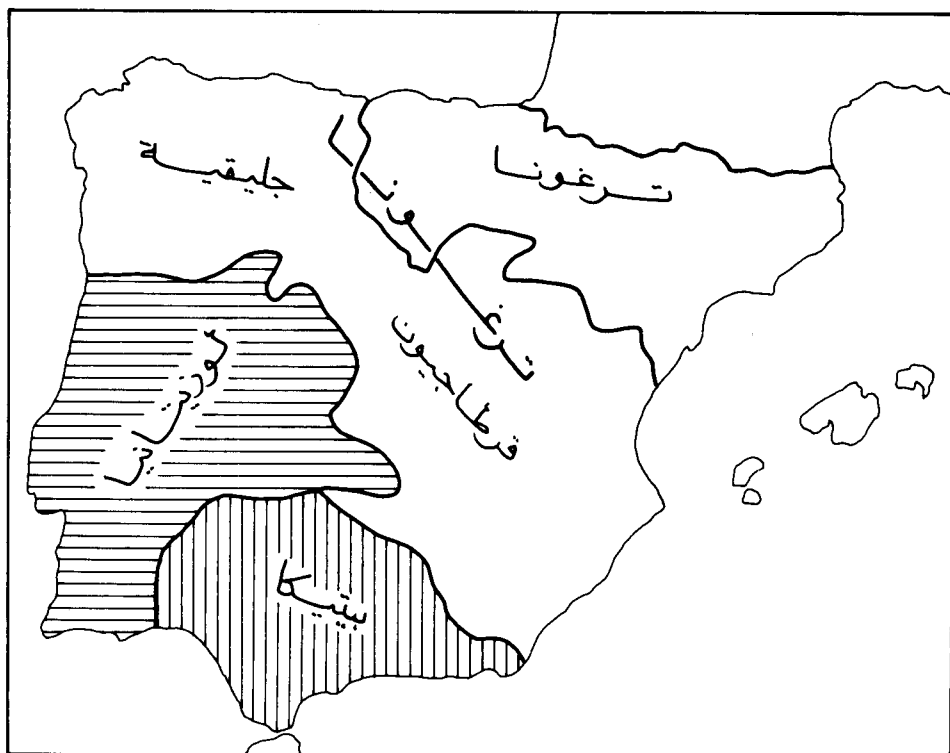 جليقية
ترغونا
ترغونا
قرطاجيون
لوزيتانيا
بيتيكا